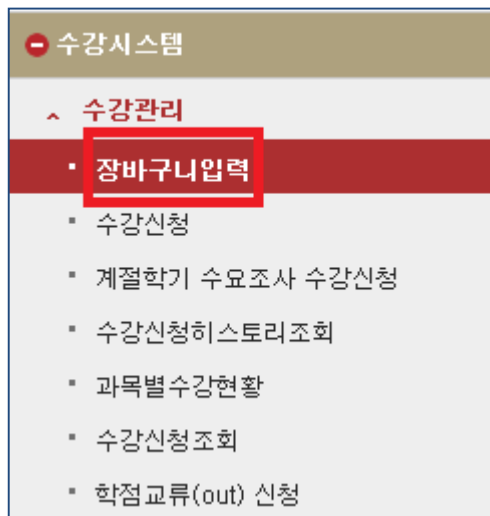 수강시스템
수강관리
장바구니입력
수강신청
계절학기 수요조사 수강신청
수강신청히스토리조회
과목별수강현황
수강신청조회
학점교류(out) 신청